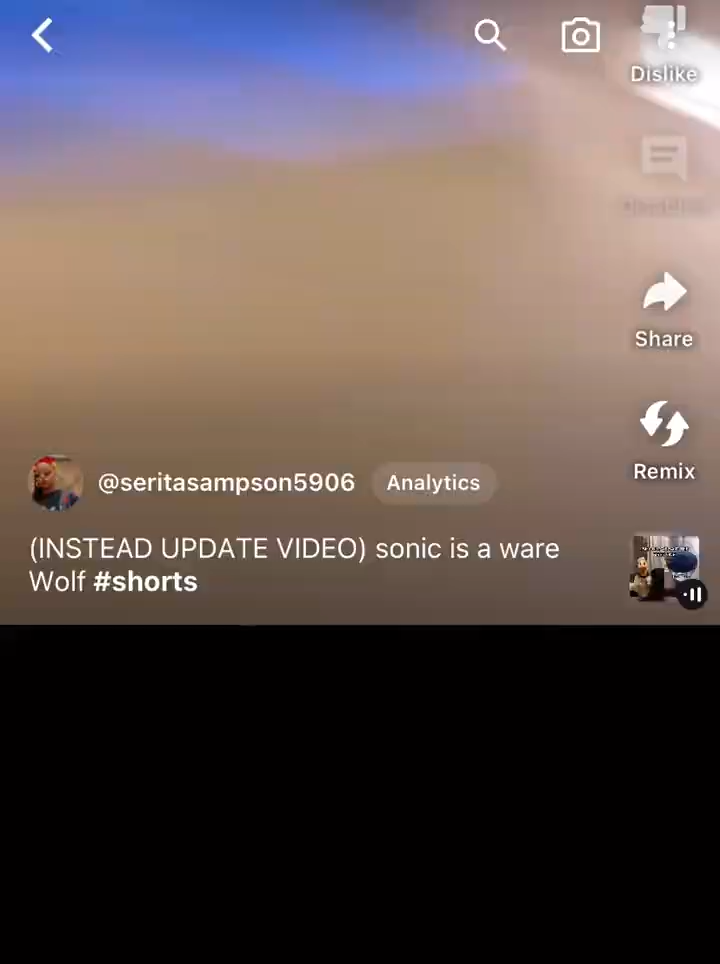 Dislike
Share
Remix
@seritasampson5906 Analytics
(INSTEAD UPDATE VIDEO) sonic is a ware
Wolf #shorts